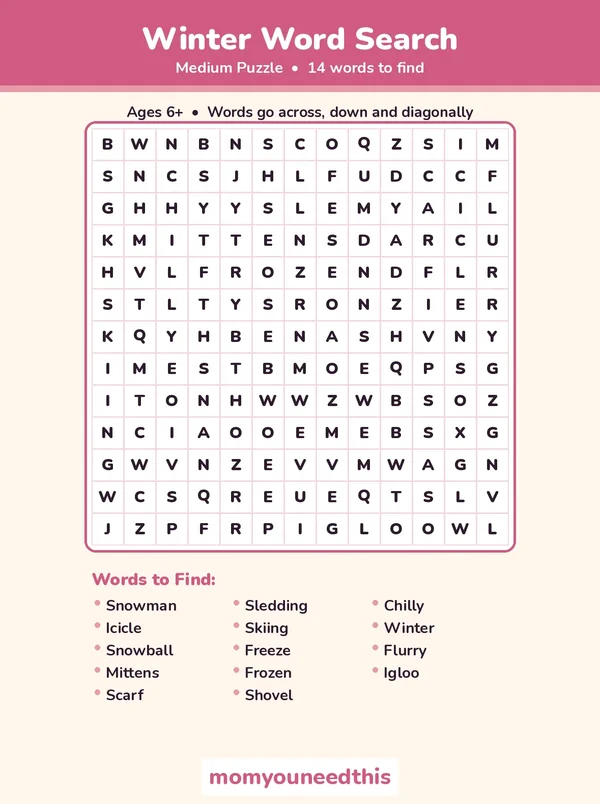 Winter Word Search
Medium Puzzle • 14 words to find
Ages 6+ • Words go across, down and diagonally
B W N B N S C O Q Z S I M
S N C S J H L F U D C C F
G H H Y Y S L E M Y A I L
K M I T T E N S D A R C U
H V L F R O Z E N D F L R
S T L T Y S R O N Z I E R
K Q Y H B E N A S H V N Y
I M E S T B M O E Q P S G
I T O N H W W Z W B S O Z
N C I A O O E M E B S X G
G W V N Z E V V M W A G N
W C S Q R E U E Q T S L V
J Z P F R P I G L O O W L
Words to Find:
• Snowman • Sledding • Chilly
• Icicle • Skiing • Winter
• Snowball • Freeze • Flurry
• Mittens • Frozen • Igloo
• Scarf • Shovel
momyouneedthis